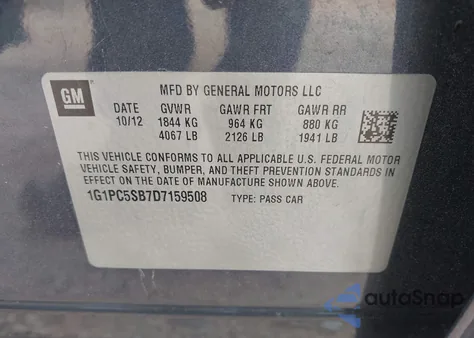 GM
MFD BY GENERAL MOTORS LLC
DATE GVWR GAWR FRT GAWR RR
10/12 1844 KG 964 KG 880 KG
4067 LB 2126 LB 1941 LB
THIS VEHICLE CONFORMS TO ALL APPLICABLE U.S. FEDERAL MOTOR
VEHICLE SAFETY, BUMPER, AND THEFT PREVENTION STANDARDS IN
EFFECT ON THE DATE OF MANUFACTURE SHOWN ABOVE.
1G1PC5SB7D7159508 TYPE: PASS CAR
autoSnap